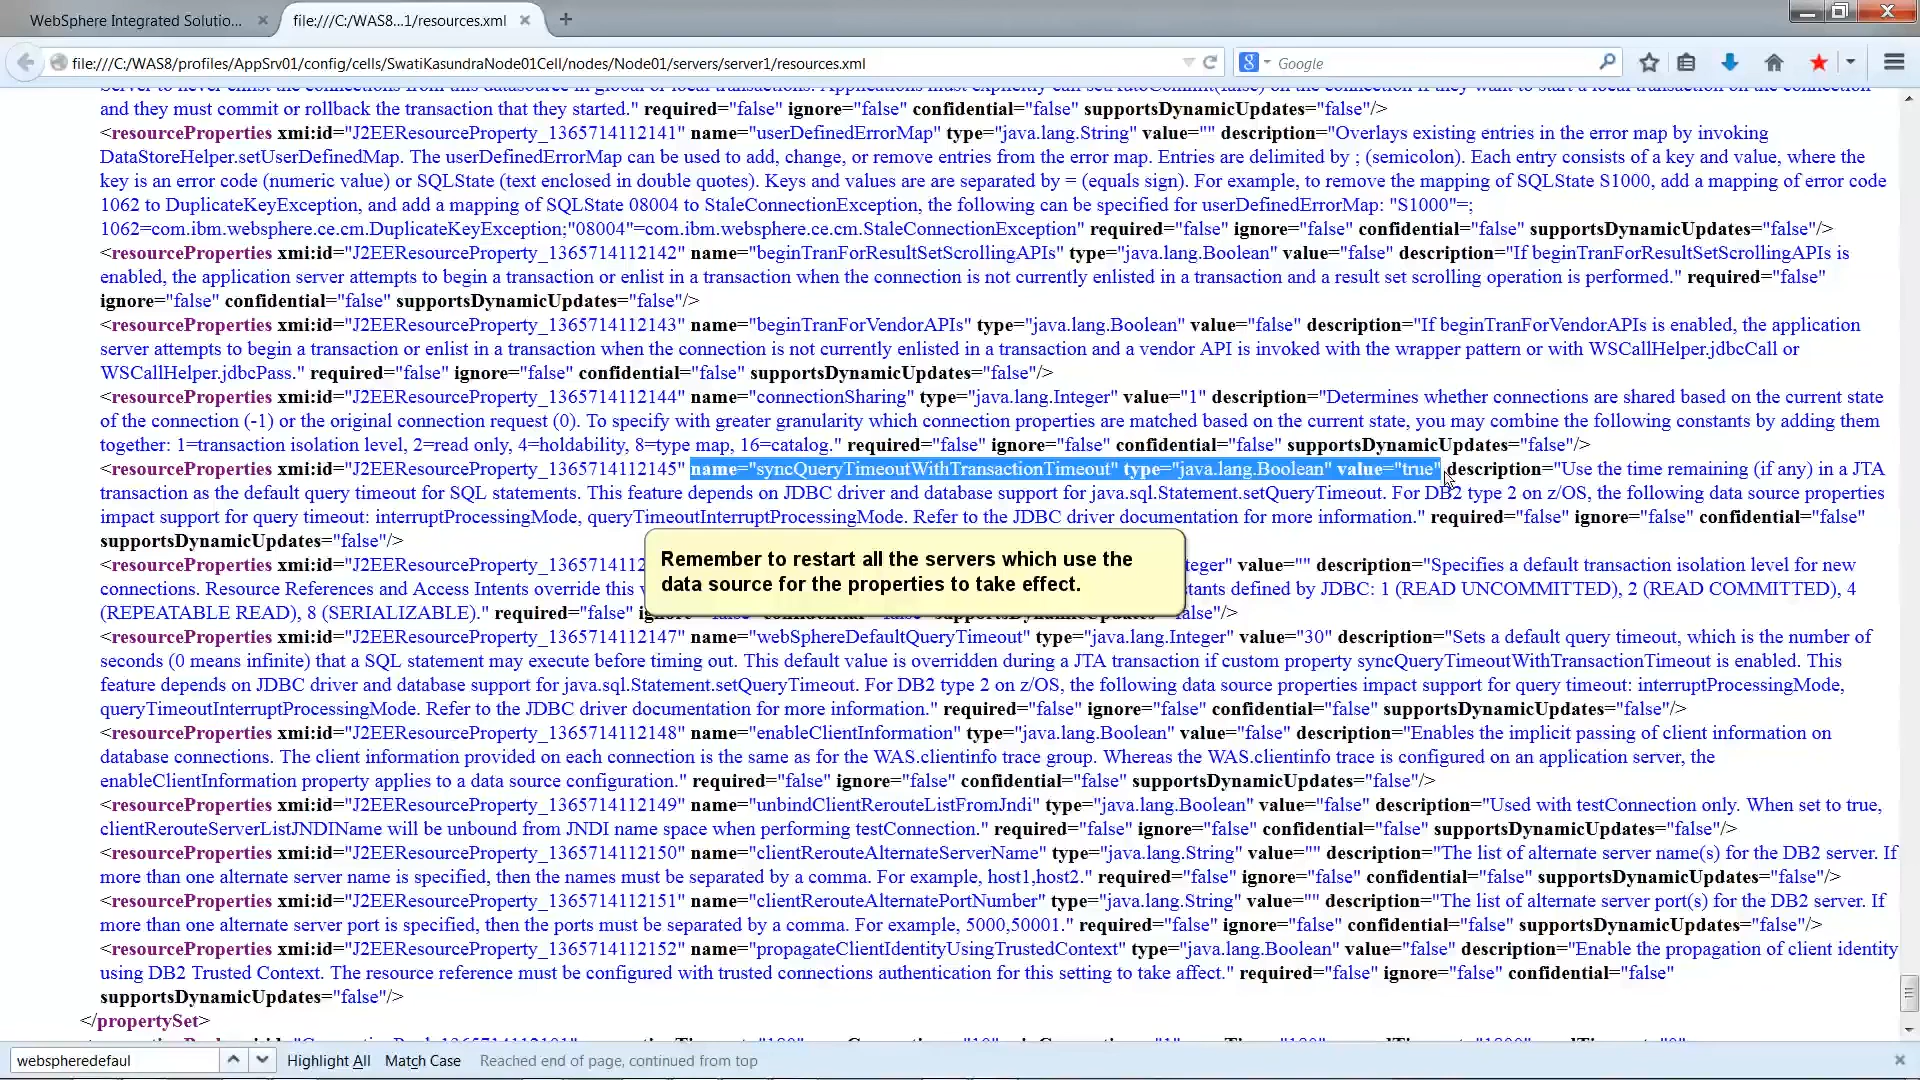 WebSphere Integrated Solutio...
file:///C:/WAS8...1/resources.xml
file:///C:/WAS8/profiles/AppSrv01/config/cells/SwatiKasundraNode01Cell/nodes/Node01/servers/server1/resources.xml
Google
and they must commit or rollback the transaction that they started." required="false" ignore="false" confidential="false" supportsDynamicUpdates="false"/>
<resourceProperties xmi:id="J2EEResourceProperty_1365714112141" name="userDefinedErrorMap" type="java.lang.String" value="" description="Overlays existing entries in the error map by invoking
DataStoreHelper.setUserDefinedMap. The userDefinedErrorMap can be used to add, change, or remove entries from the error map. Entries are delimited by ; (semicolon). Each entry consists of a key and value, where the
key is an error code (numeric value) or SQLState (text enclosed in double quotes). Keys and values are are separated by = (equals sign). For example, to remove the mapping of SQLState S1000, add a mapping of error code
1062 to DuplicateKeyException, and add a mapping of SQLState 08004 to StaleConnectionException, the following can be specified for userDefinedErrorMap: "S1000"=;
1062=com.ibm.websphere.ce.cm.DuplicateKeyException;"08004"=com.ibm.websphere.ce.cm.StaleConnectionException" required="false" ignore="false" confidential="false" supportsDynamicUpdates="false"/>
<resourceProperties xmi:id="J2EEResourceProperty_1365714112142" name="beginTranForResultSetScrollingAPIs" type="java.lang.Boolean" value="false" description="If beginTranForResultSetScrollingAPIs is
enabled, the application server attempts to begin a transaction or enlist in a transaction when the connection is not currently enlisted in a transaction and a result set scrolling operation is performed." required="false"
ignore="false" confidential="false" supportsDynamicUpdates="false"/>
<resourceProperties xmi:id="J2EEResourceProperty_1365714112143" name="beginTranForVendorAPIs" type="java.lang.Boolean" value="false" description="If beginTranForVendorAPIs is enabled, the application
server attempts to begin a transaction or enlist in a transaction when the connection is not currently enlisted in a transaction and a vendor API is invoked with the wrapper pattern or with WSCallHelper.jdbcCall or
WSCallHelper.jdbcPass." required="false" ignore="false" confidential="false" supportsDynamicUpdates="false"/>
<resourceProperties xmi:id="J2EEResourceProperty_1365714112144" name="connectionSharing" type="java.lang.Integer" value="1" description="Determines whether connections are shared based on the current state
of the connection (-1) or the original connection request (0). To specify with greater granularity which connection properties are matched based on the current state, you may combine the following constants by adding them
together: 1=transaction isolation level, 2=read only, 4=holdability, 8=type map, 16=catalog." required="false" ignore="false" confidential="false" supportsDynamicUpdates="false"/>
<resourceProperties xmi:id="J2EEResourceProperty_1365714112145" name="syncQueryTimeoutWithTransactionTimeout" type="java.lang.Boolean" value="true" description="Use the time remaining (if any) in a JTA
transaction as the default query timeout for SQL statements. This feature depends on JDBC driver and database support for java.sql.Statement.setQueryTimeout. For DB2 type 2 on z/OS, the following data source properties
impact support for query timeout: interruptProcessingMode, queryTimeoutInterruptProcessingMode. Refer to the JDBC driver documentation for more information." required="false" ignore="false" confidential="false"
supportsDynamicUpdates="false"/>
Remember to restart all the servers which use the
data source for the properties to take effect.
<resourceProperties xmi:id="J2EEResourceProperty teger" value="" description="Specifies a default transaction isolation level for new
connections. Resource References and Access Intents override this tants defined by JDBC: 1 (READ UNCOMMITTED), 2 (READ COMMITTED), 4
(REPEATABLE READ), 8 (SERIALIZABLE)." required="false" false"/>
<resourceProperties xmi:id="J2EEResourceProperty_1365714112147" name="webSphereDefaultQueryTimeout" type="java.lang.Integer" value="30" description="Sets a default query timeout, which is the number of
seconds (0 means infinite) that a SQL statement may execute before timing out. This default value is overridden during a JTA transaction if custom property syncQueryTimeoutWithTransactionTimeout is enabled. This
feature depends on JDBC driver and database support for java.sql.Statement.setQueryTimeout. For DB2 type 2 on z/OS, the following data source properties impact support for query timeout: interruptProcessingMode,
queryTimeoutInterruptProcessingMode. Refer to the JDBC driver documentation for more information." required="false" ignore="false" confidential="false" supportsDynamicUpdates="false"/>
<resourceProperties xmi:id="J2EEResourceProperty_1365714112148" name="enableClientInformation" type="java.lang.Boolean" value="false" description="Enables the implicit passing of client information on
database connections. The client information provided on each connection is the same as for the WAS.clientinfo trace group. Whereas the WAS.clientinfo trace is configured on an application server, the
enableClientInformation property applies to a data source configuration." required="false" ignore="false" confidential="false" supportsDynamicUpdates="false"/>
<resourceProperties xmi:id="J2EEResourceProperty_1365714112149" name="unbindClientRerouteListFromJndi" type="java.lang.Boolean" value="false" description="Used with testConnection only. When set to true,
clientRerouteServerListJNDIName will be unbound from JNDI name space when performing testConnection." required="false" ignore="false" confidential="false" supportsDynamicUpdates="false"/>
<resourceProperties xmi:id="J2EEResourceProperty_1365714112150" name="clientRerouteAlternateServerName" type="java.lang.String" value="" description="The list of alternate server name(s) for the DB2 server. If
more than one alternate server name is specified, then the names must be separated by a comma. For example, host1,host2." required="false" ignore="false" confidential="false" supportsDynamicUpdates="false"/>
<resourceProperties xmi:id="J2EEResourceProperty_1365714112151" name="clientRerouteAlternatePortNumber" type="java.lang.String" value="" description="The list of alternate server port(s) for the DB2 server. If
more than one alternate server port is specified, then the ports must be separated by a comma. For example, 5000,50001." required="false" ignore="false" confidential="false" supportsDynamicUpdates="false"/>
<resourceProperties xmi:id="J2EEResourceProperty_1365714112152" name="propagateClientIdentityUsingTrustedContext" type="java.lang.Boolean" value="false" description="Enable the propagation of client identity
using DB2 Trusted Context. The resource reference must be configured with trusted connections authentication for this setting to take affect." required="false" ignore="false" confidential="false"
supportsDynamicUpdates="false"/>
</propertySet>
webspheredefaul
Highlight All Match Case Reached end of page, continued from top